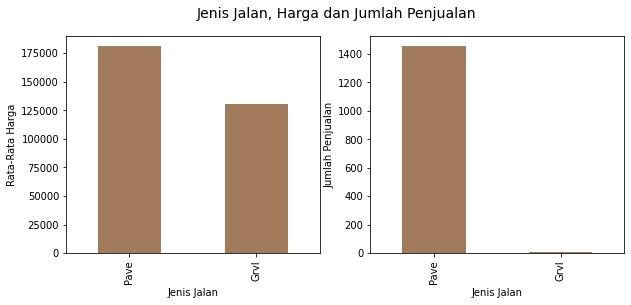 Jenis Jalan, Harga dan Jumlah Penjualan
Rata-Rata Harga
175000
150000
125000
100000
75000
50000
25000
0
Pave
Grvl
Jenis Jalan
Jumlah Penjualan
1400
1200
1000
800
600
400
200
0
Pave
Grvl
Jenis Jalan